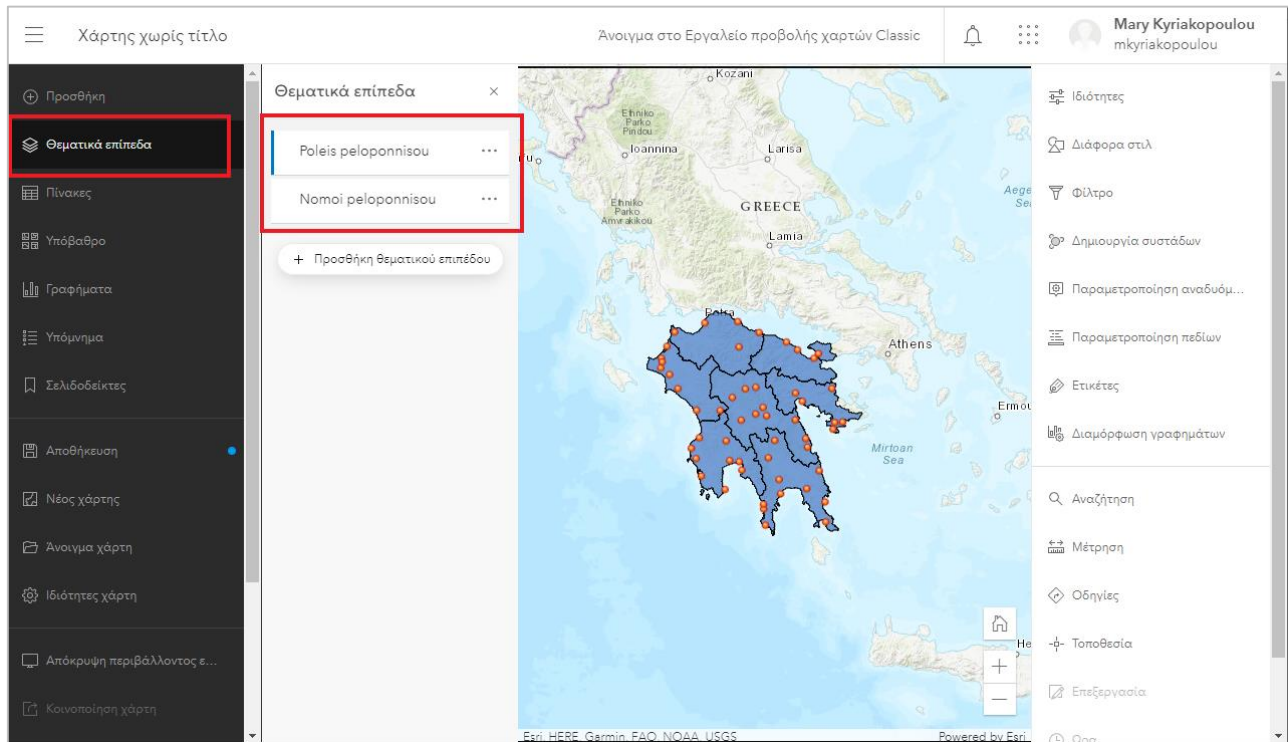 Χάρτης χωρίς τίτλο
Άνοιγμα στο Εργαλείο προβολής χαρτών Classic
Mary Kyriakopoulou
mkyriakopoulou
Προσθήκη
Θεματικά επίπεδα
Πίνακες
Υπόβαθρο
Γραφήματα
Υπόμνημα
Σελιδοδείκτες
Αποθήκευση
Νέος χάρτης
Άνοιγμα χάρτη
Ιδιότητες χάρτη
Απόκρυψη περιβάλλοντος ε...
Κοινοποίηση χάρτη
Θεματικά επίπεδα
Poleis peloponnisou
Nomoi peloponnisou
+ Προσθήκη θεματικού επιπέδου
Kozani
Ethniko
Parko
Pindou
Ioannina
Larisa
Ethniko
Parko
Amvrakikou
GREECE
Lamia
Patra
Athens
Mirtoan
Sea
Esri, HERE, Garmin, FAO, NOAA, USGS
Powered by Esri
Ιδιότητες
Διάφορα στιλ
Φίλτρο
Δημιουργία συστάδων
Παραμετροποίηση αναδυόμ...
Παραμετροποίηση πεδίων
Ετικέτες
Διαμόρφωση γραφημάτων
Αναζήτηση
Μέτρηση
Οδηγίες
Τοποθεσία
Επεξεργασία